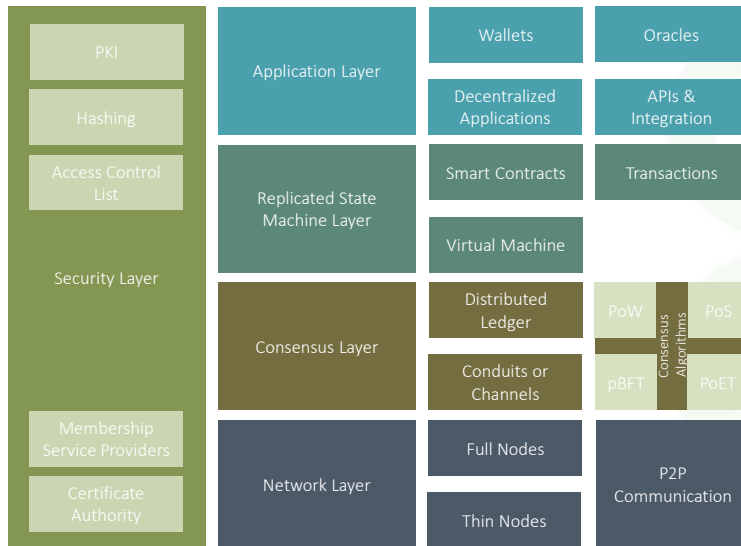 PKI
Hashing
Access Control
List
Security Layer
Membership
Service Providers
Certificate
Authority
Application Layer
Wallets
Oracles
Decentralized
Applications
APIs &
Integration
Replicated State
Machine Layer
Smart Contracts
Transactions
Virtual Machine
Consensus Layer
Distributed
Ledger
Conduits or
Channels
PoW
PoS
Consensus
Algorithms
pBFT
PoET
Network Layer
Full Nodes
Thin Nodes
P2P
Communication